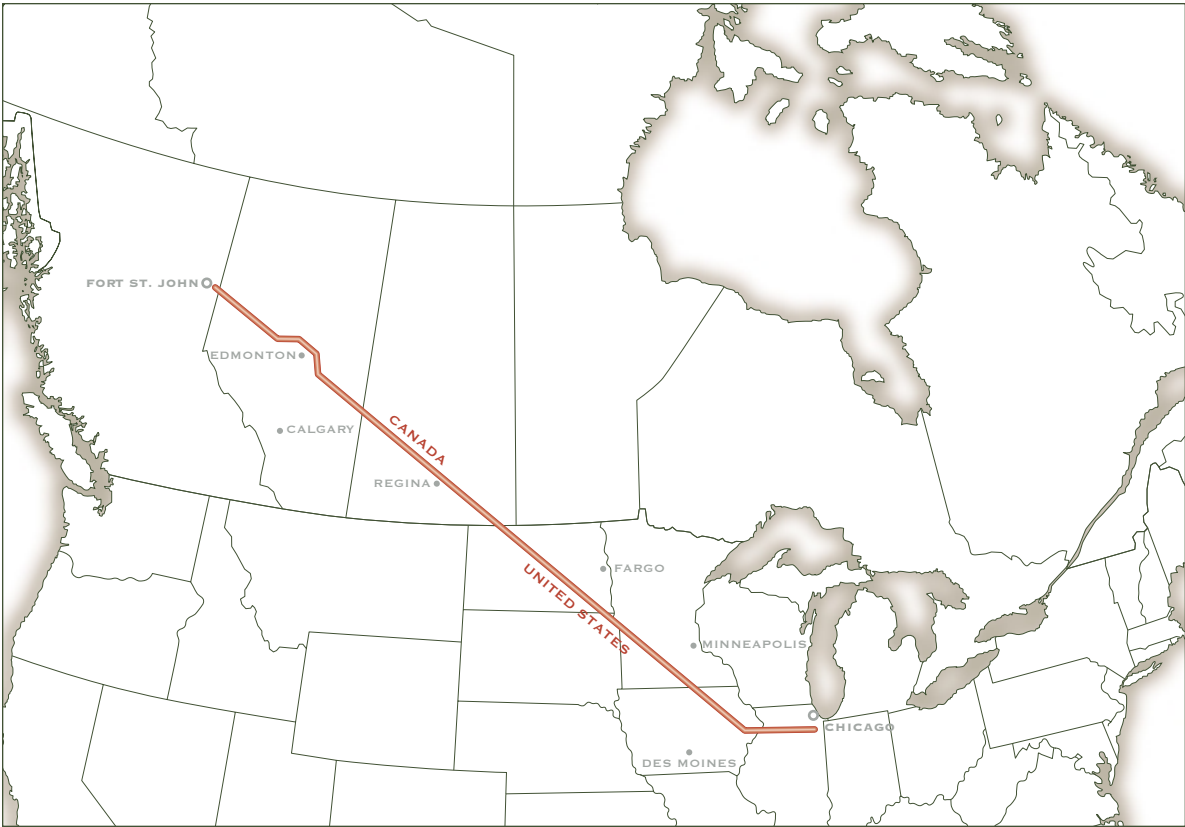 FORT ST. JOHN
EDMONTON
CALGARY
CANADA
REGINA
FARGO
UNITED STATES
MINNEAPOLIS
CHICAGO
DES MOINES